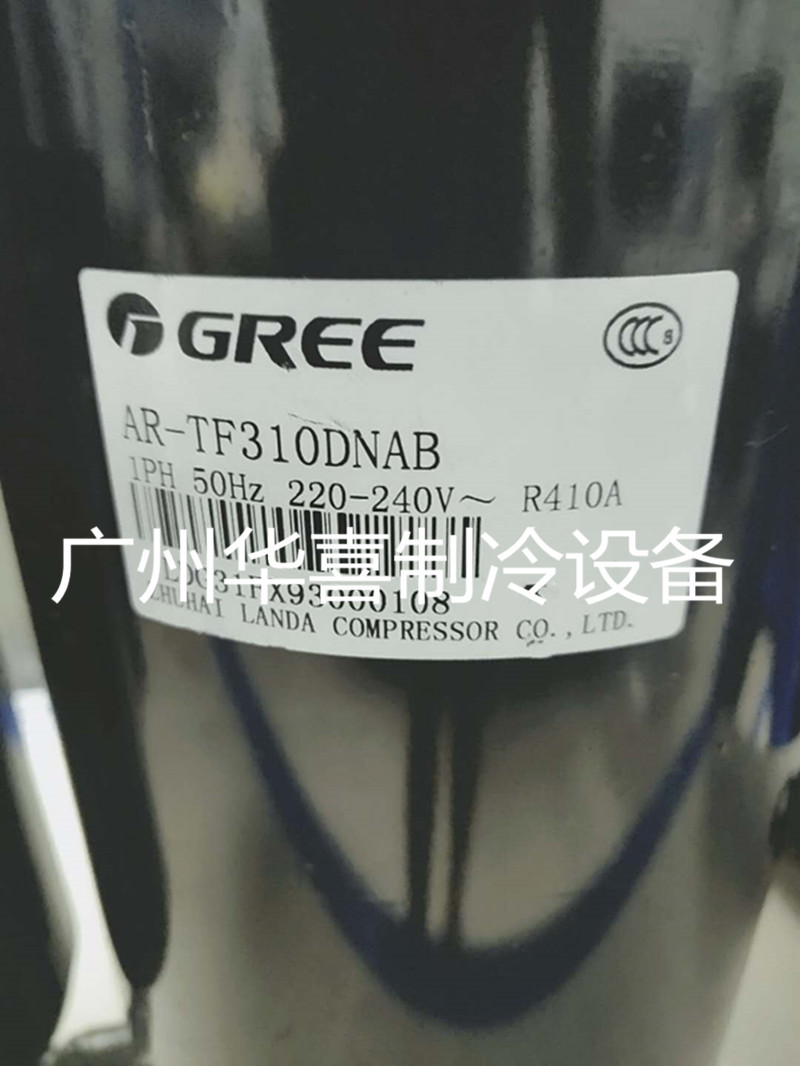 GREE
CCC S
AR-TF310DNAB
1PH 50Hz 220-240V～ R410A
广州华喜制冷设备
ZHUHAI LANDA COMPRESSOR CO.,LTD.